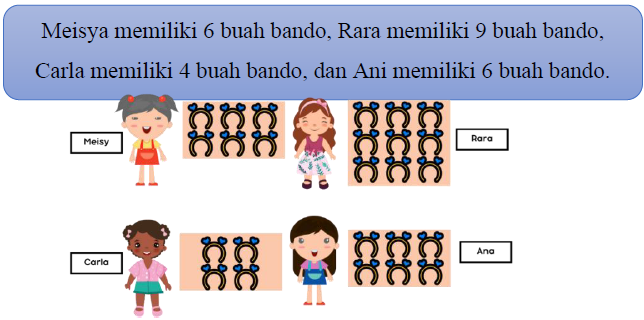 Meisya memiliki 6 buah bando, Rara memiliki 9 buah bando,
Carla memiliki 4 buah bando, dan Ani memiliki 6 buah bando.
Meisy
Rara
Carla
Ana